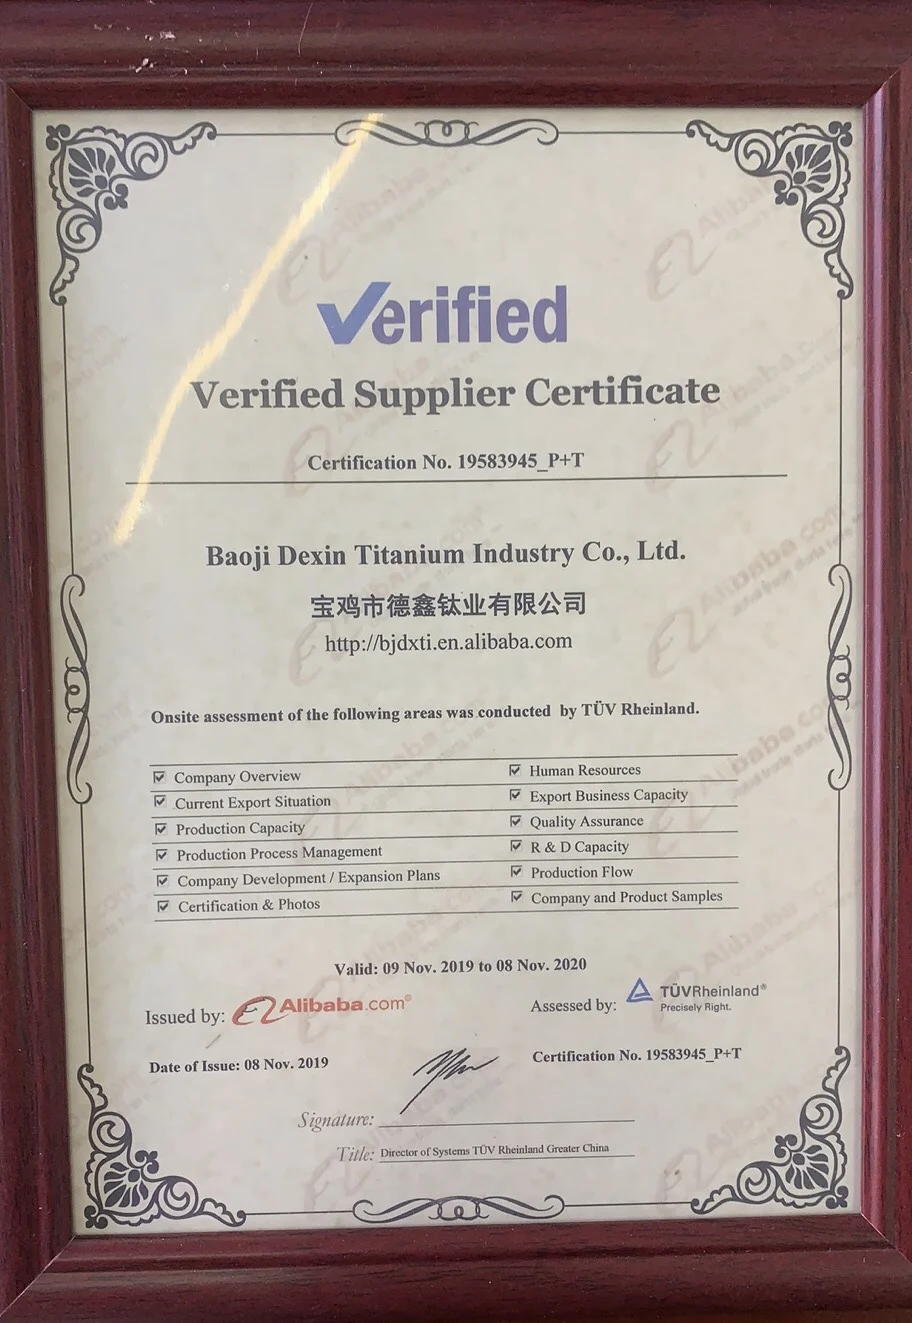 Verified
Verified Supplier Certificate
Certification No. 19583945_P+T
Baoji Dexin Titanium Industry Co., Ltd.
宝鸡市德鑫钛业有限公司
http://bjdxti.en.alibaba.com
Onsite assessment of the following areas was conducted by TÜV Rheinland.
Company Overview Human Resources
Current Export Situation Export Business Capacity
Production Capacity Quality Assurance
Production Process Management R & D Capacity
Company Development / Expansion Plans Production Flow
Certification & Photos Company and Product Samples
Valid: 09 Nov. 2019 to 08 Nov. 2020
Issued by: Alibaba.com® Assessed by: TÜVRheinland®
Precisely Right.
Date of Issue: 08 Nov. 2019 Certification No. 19583945_P+T
Signature:
Title: Director of Systems TÜV Rheinland Greater China